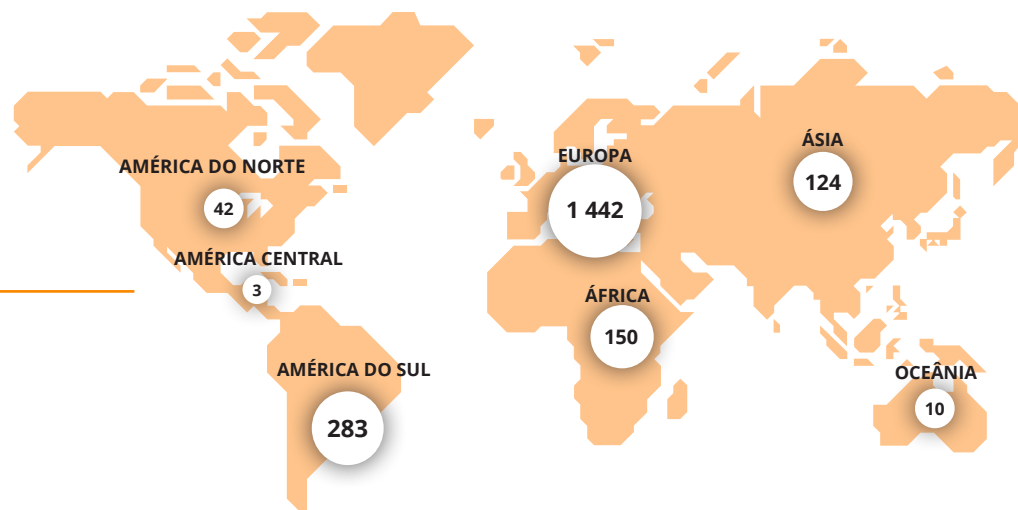 AMÉRICA DO NORTE
42
AMÉRICA CENTRAL
3
AMÉRICA DO SUL
283
EUROPA
1 442
ÁFRICA
150
ÁSIA
124
OCEÂNIA
10